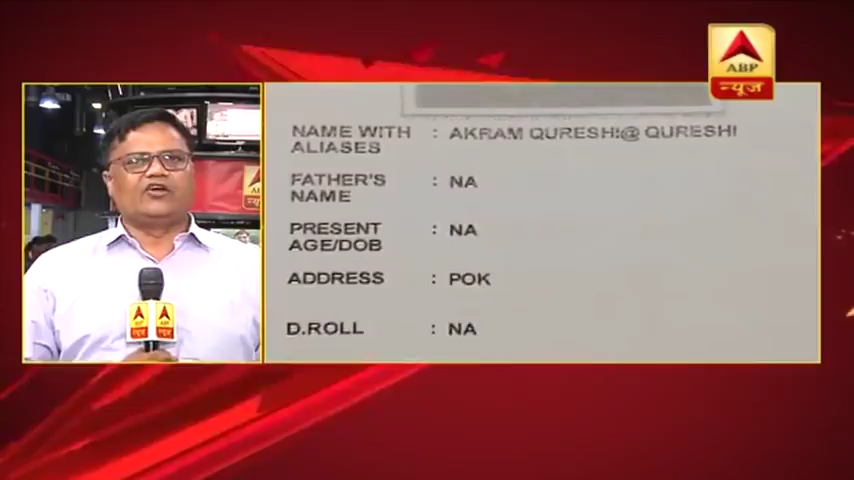 ABP
न्यूज़
NAME WITH : AKRAM QURESHI@ QURESHI
ALIASES
FATHER'S : NA
NAME
PRESENT : NA
AGE/DOB
ADDRESS : POK
D.ROLL : NA